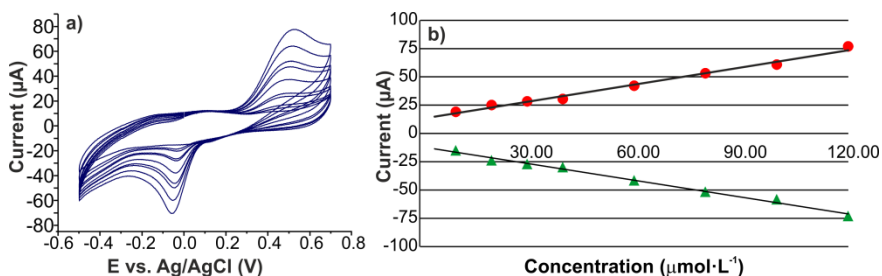 a)
80
60
40
20
0
-20
-40
-60
-80
Current (µA)
-0.6 -0.4 -0.2 0.0 0.2 0.4 0.6 0.8
E vs. Ag/AgCl (V)
b)
100
75
50
25
0
-25
-50
-75
-100
Current (µA)
30.00 60.00 90.00 120.00
Concentration (µmol·L⁻¹)